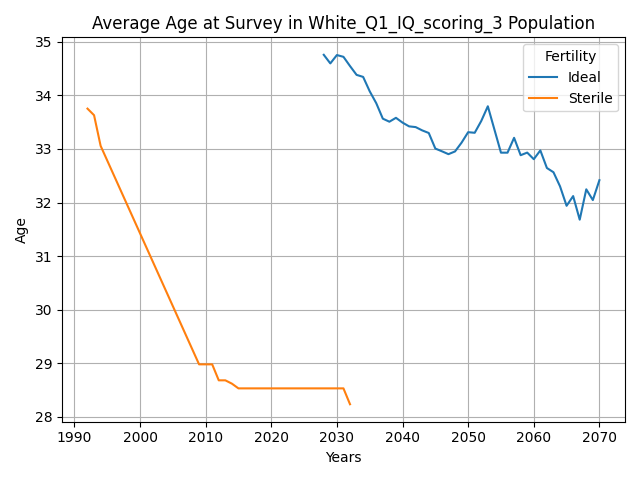 Average Age at Survey in White_Q1_IQ_scoring_3 Population
Fertility
Ideal
Sterile
35
34
33
32
31
30
29
28
Age
1990
2000
2010
2020
2030
2040
2050
2060
2070
Years